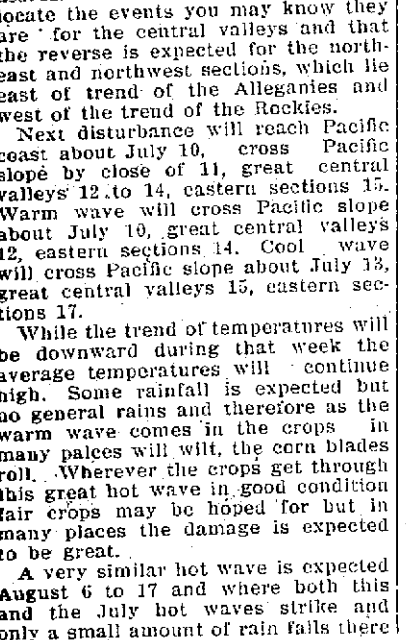 locate the events you may know they
are for the central valleys and that
the reverse is expected for the north-
east and northwest sections, which lie
east of trend of the Alleganies and
west of the trend of the Rockies.
Next disturbance will reach Pacific
coast about July 10, cross Pacific
slope by close of 11, great central
valleys 12 to 14, eastern sections 15.
Warm wave will cross Pacific slope
about July 10, great central valleys
12, eastern sections 14. Cool wave
will cross Pacific slope about July 13,
great central valleys 15, eastern sec-
tions 17.
While the trend of temperatures will
be downward during that week the
average temperatures will continue
high. Some rainfall is expected but
no general rains and therefore as the
warm wave comes in the crops in
many palces will wilt, the corn blades
roll. Wherever the crops get through
this great hot wave in good condition
fair crops may be hoped for but in
many places the damage is expected
to be great.
A very similar hot wave is expected
August 6 to 17 and where both this
and the July hot waves strike and
only a small amount of rain falls there